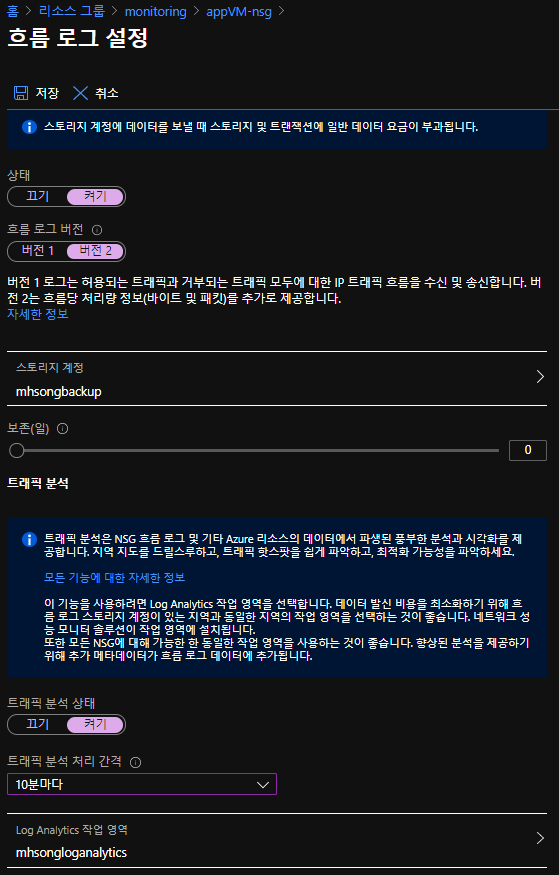 홈 > 리소스 그룹 > monitoring > appVM-nsg >
흐름 로그 설정
저장 취소
스토리지 계정에 데이터를 보낼 때 스토리지 및 트랜잭션에 일반 데이터 요금이 부과됩니다.
상태
끄기 켜기
흐름 로그 버전
버전 1 버전 2
버전 1 로그는 허용되는 트래픽과 거부되는 트래픽 모두에 대한 IP 트래픽 흐름을 수신 및 송신합니다. 버
전 2는 흐름당 처리량 정보(바이트 및 패킷)를 추가로 제공합니다.
자세한 정보
스토리지 계정
mhsongbackup
보존(일)
0
트래픽 분석
트래픽 분석은 NSG 흐름 로그 및 기타 Azure 리소스의 데이터에서 파생된 풍부한 분석과 시각화를 제
공합니다. 지역 지도를 드릴스루하고, 트래픽 핫스팟을 쉽게 파악하고, 최적화 가능성을 파악하세요.
모든 기능에 대한 자세한 정보
이 기능을 사용하려면 Log Analytics 작업 영역을 선택합니다. 데이터 발신 비용을 최소화하기 위해 흐
름 로그 스토리지 계정이 있는 지역과 동일한 지역의 작업 영역을 선택하는 것이 좋습니다. 네트워크 성
능 모니터 솔루션이 작업 영역에 설치됩니다.
또한 모든 NSG에 대해 가능한 한 동일한 작업 영역을 사용하는 것이 좋습니다. 향상된 분석을 제공하기
위해 추가 메타데이터가 흐름 로그 데이터에 추가됩니다.
트래픽 분석 상태
끄기 켜기
트래픽 분석 처리 간격
10분마다
Log Analytics 작업 영역
mhsongloganalytics